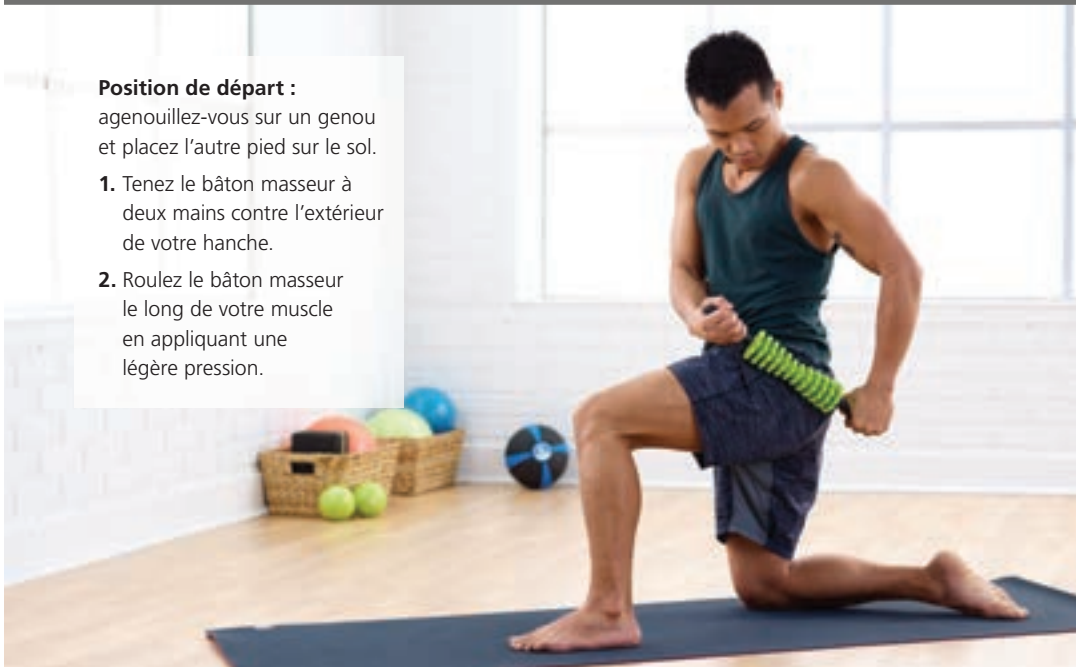 Position de départ :
agenouillez-vous sur un genou
et placez l'autre pied sur le sol.
1. Tenez le bâton masseur à
deux mains contre l'extérieur
de votre hanche.
2. Roulez le bâton masseur
le long de votre muscle
en appliquant une
légère pression.